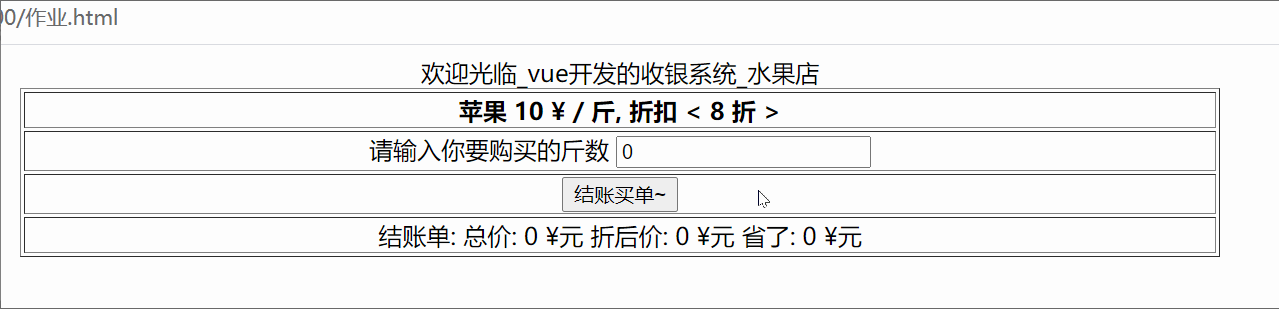 00/作业.html
欢迎光临_vue开发的收银系统_水果店
苹果 10 ¥ / 斤, 折扣 < 8 折 >
请输入你要购买的斤数 0
结账买单~
结账单: 总价: 0 ¥元 折后价: 0 ¥元 省了: 0 ¥元